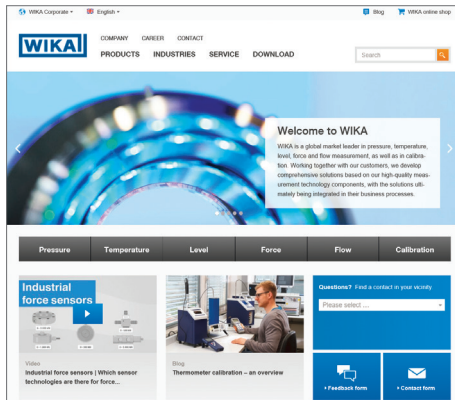 WIKA Corporate
English
Blog
WIKA online shop
WIKA
COMPANY CAREER CONTACT
PRODUCTS INDUSTRIES SERVICE DOWNLOAD
Search
Welcome to WIKA
WIKA is a global market leader in pressure, temperature,
level, force and flow measurement, as well as in calibra-
tion. Working together with our customers, we develop
comprehensive solutions based on our high-quality meas-
urement technology components, with the solutions ulti-
mately being integrated in their business processes.
Pressure Temperature Level Force Flow Calibration
Industrial
force sensors
Video
Industrial force sensors | Which sensor
technologies are there for force...
Blog
Thermometer calibration – an overview
Questions? Find a contact in your vicinity
Please select ...
Feedback form
Contact form